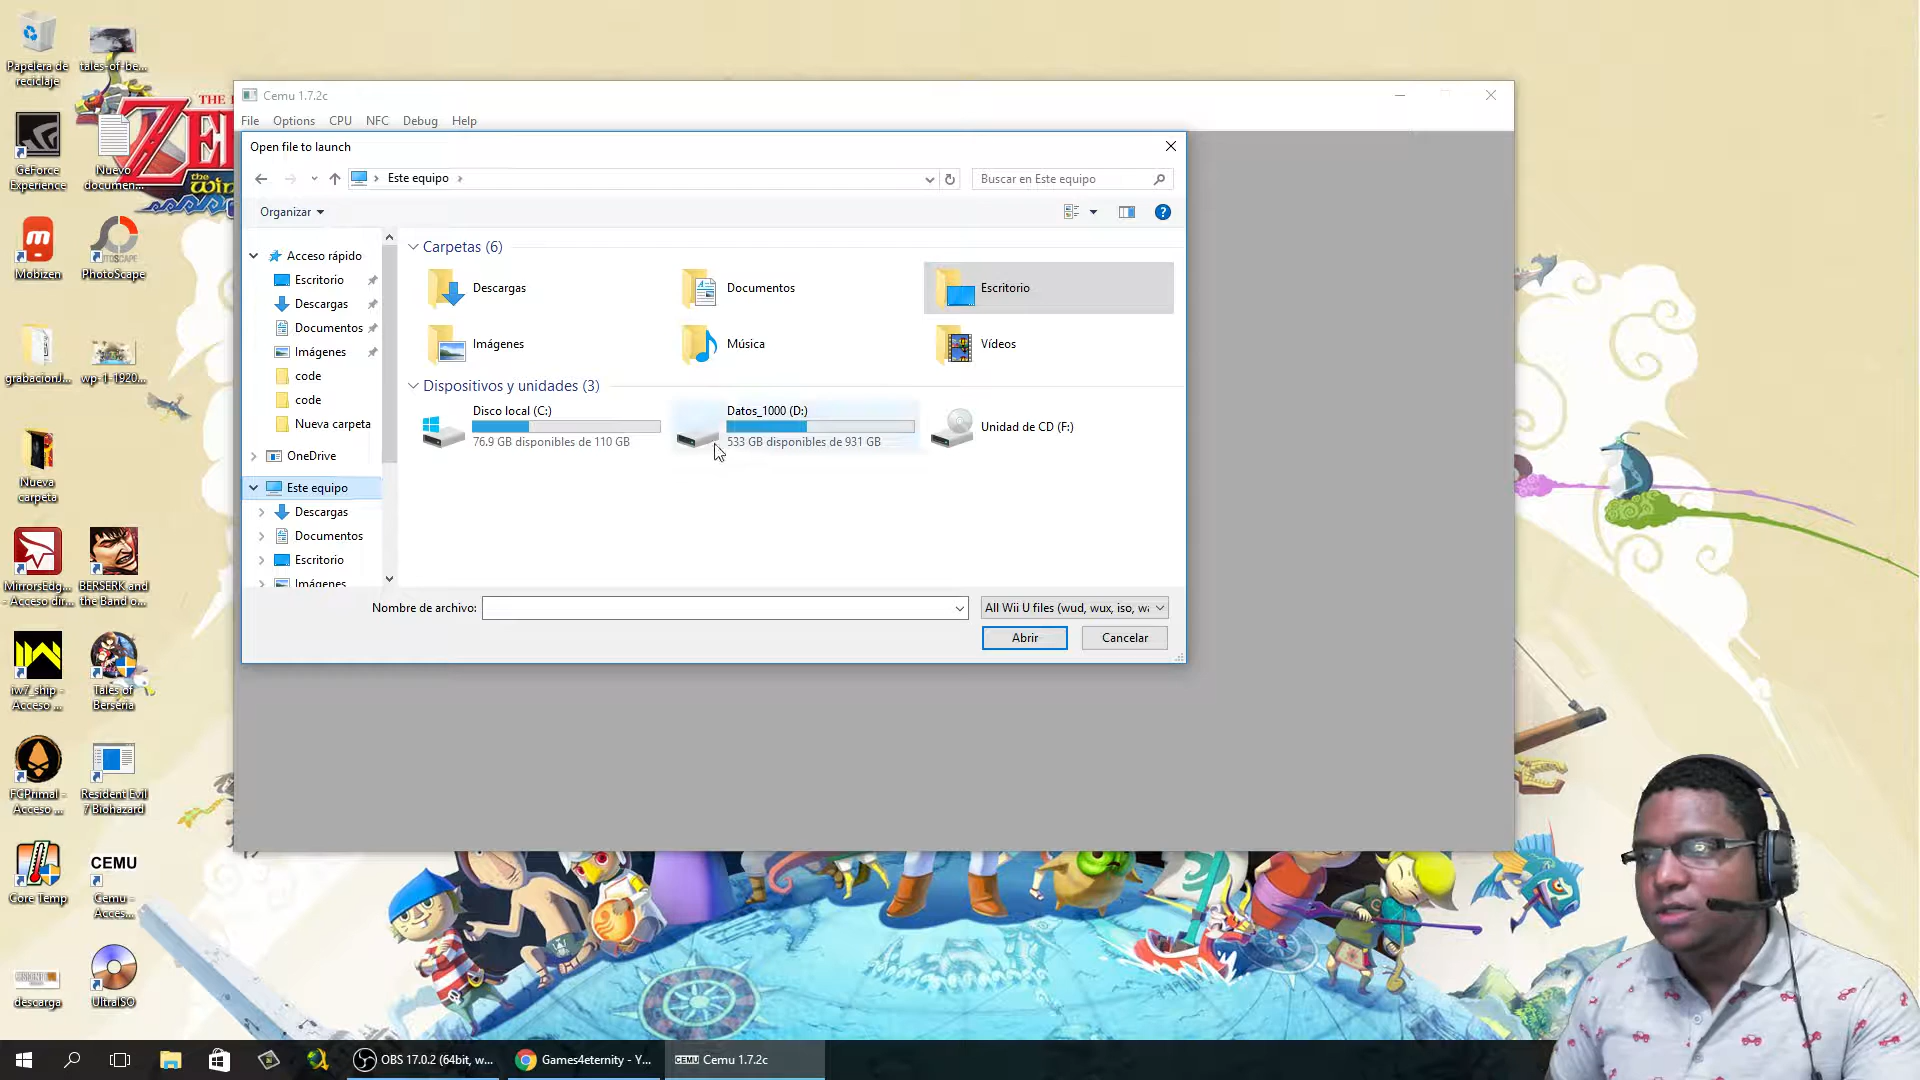 Papelera de
reciclaje
tales-of-be...
GeForce
Experience
Nuevo
documen...
Mobizen
PHOTOSCAPE
PhotoScape
grabacionJ...
wp-1-1920...
Nueva
carpeta
MirrorsEdg...
- Acceso dir...
BERSERK and
the Band o...
iw7_ship -
Acceso ...
Tales of
Berseria
FCPrimal -
Acceso ...
Resident Evil
7 Biohazard
Core Temp
CEMU
Cemu -
Acces...
descarga
UltraISO
THE
ZE
the Win
Cemu 1.7.2c
File
Options
CPU
NFC
Debug
Help
Open file to launch
Este equipo
Buscar en Este equipo
Organizar
Acceso rápido
Escritorio
Descargas
Documentos
Imágenes
code
code
Nueva carpeta
OneDrive
Este equipo
Descargas
Documentos
Escritorio
Imágenes
Carpetas (6)
Descargas
Documentos
Escritorio
Imágenes
Música
Vídeos
Dispositivos y unidades (3)
Disco local (C:)
76.9 GB disponibles de 110 GB
Datos_1000 (D:)
533 GB disponibles de 931 GB
Unidad de CD (F:)
Nombre de archivo:
All Wii U files (wud, wux, iso, wa
Abrir
Cancelar
OBS 17.0.2 (64bit, w...
Games4eternity - Y...
CEMU
Cemu 1.7.2c